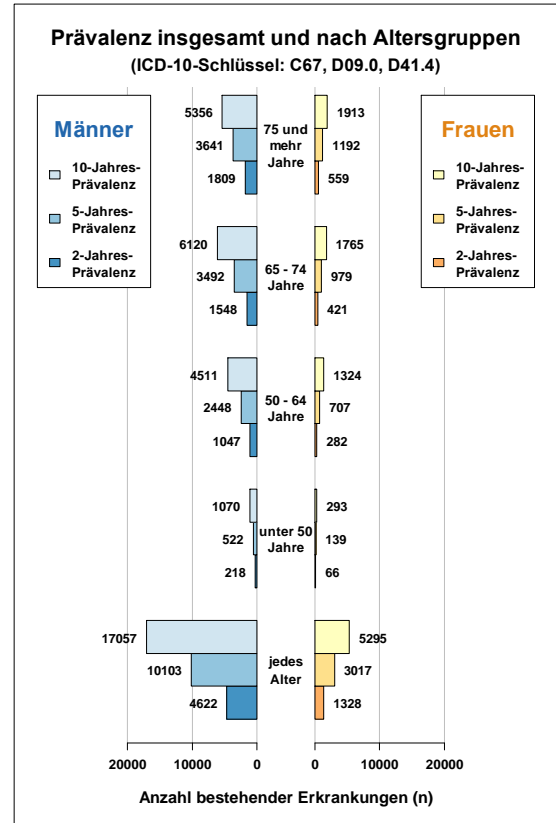 Prävalenz insgesamt und nach Altersgruppen
(ICD-10-Schlüssel: C67, D09.0, D41.4)
Männer
10-Jahres-
Prävalenz
5-Jahres-
Prävalenz
2-Jahres-
Prävalenz
Frauen
10-Jahres-
Prävalenz
5-Jahres-
Prävalenz
2-Jahres-
Prävalenz
5356
3641
1809
75 und
mehr
Jahre
1913
1192
559
6120
3492
1548
65 - 74
Jahre
1765
979
421
4511
2448
1047
50 - 64
Jahre
1324
707
282
1070
522
218
unter 50
Jahre
293
139
66
17057
10103
4622
jedes
Alter
5295
3017
1328
20000 10000 0 0 10000 20000
Anzahl bestehender Erkrankungen (n)